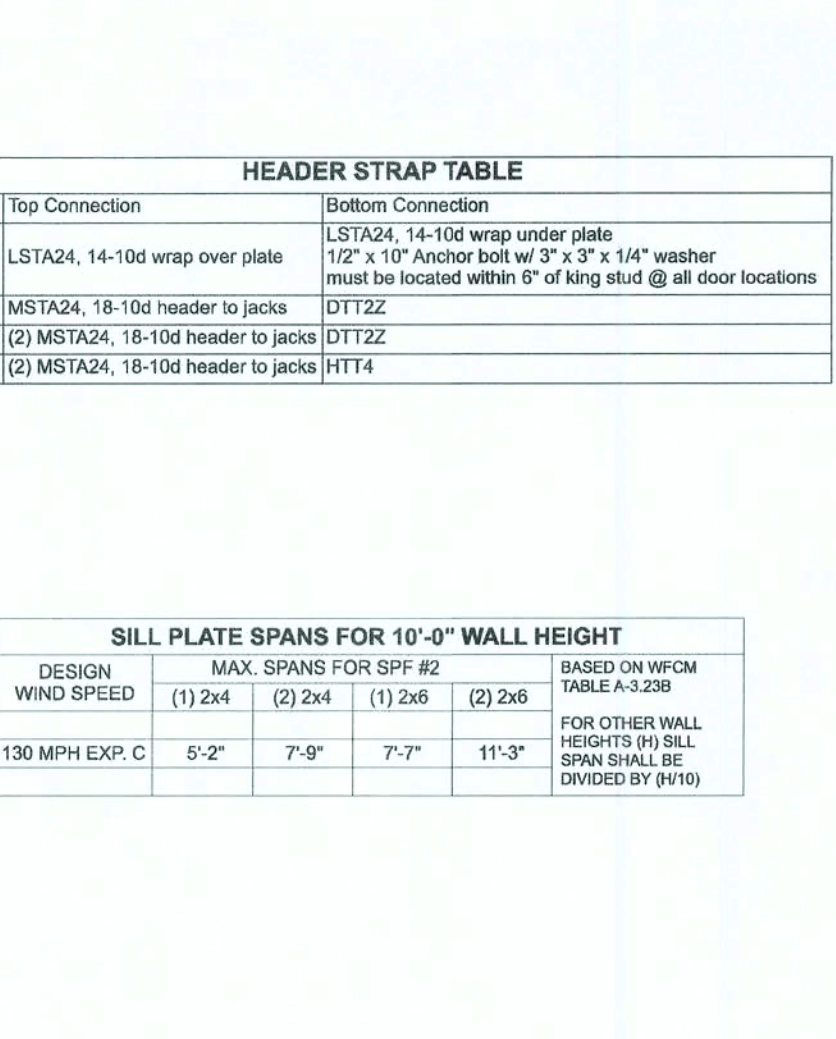 HEADER STRAP TABLE
Top Connection Bottom Connection
LSTA24, 14-10d wrap over plate
LSTA24, 14-10d wrap under plate
1/2" x 10" Anchor bolt w/ 3" x 3" x 1/4" washer
must be located within 6" of king stud @ all door locations
MSTA24, 18-10d header to jacks DTT2Z
(2) MSTA24, 18-10d header to jacks DTT2Z
(2) MSTA24, 18-10d header to jacks HTT4
SILL PLATE SPANS FOR 10'-0" WALL HEIGHT
DESIGN
WIND SPEED
MAX. SPANS FOR SPF #2
(1) 2x4 (2) 2x4 (1) 2x6 (2) 2x6
130 MPH EXP. C 5'-2" 7'-9" 7'-7" 11'-3"
BASED ON WFCM
TABLE A-3.23B
FOR OTHER WALL
HEIGHTS (H) SILL
SPAN SHALL BE
DIVIDED BY (H/10)